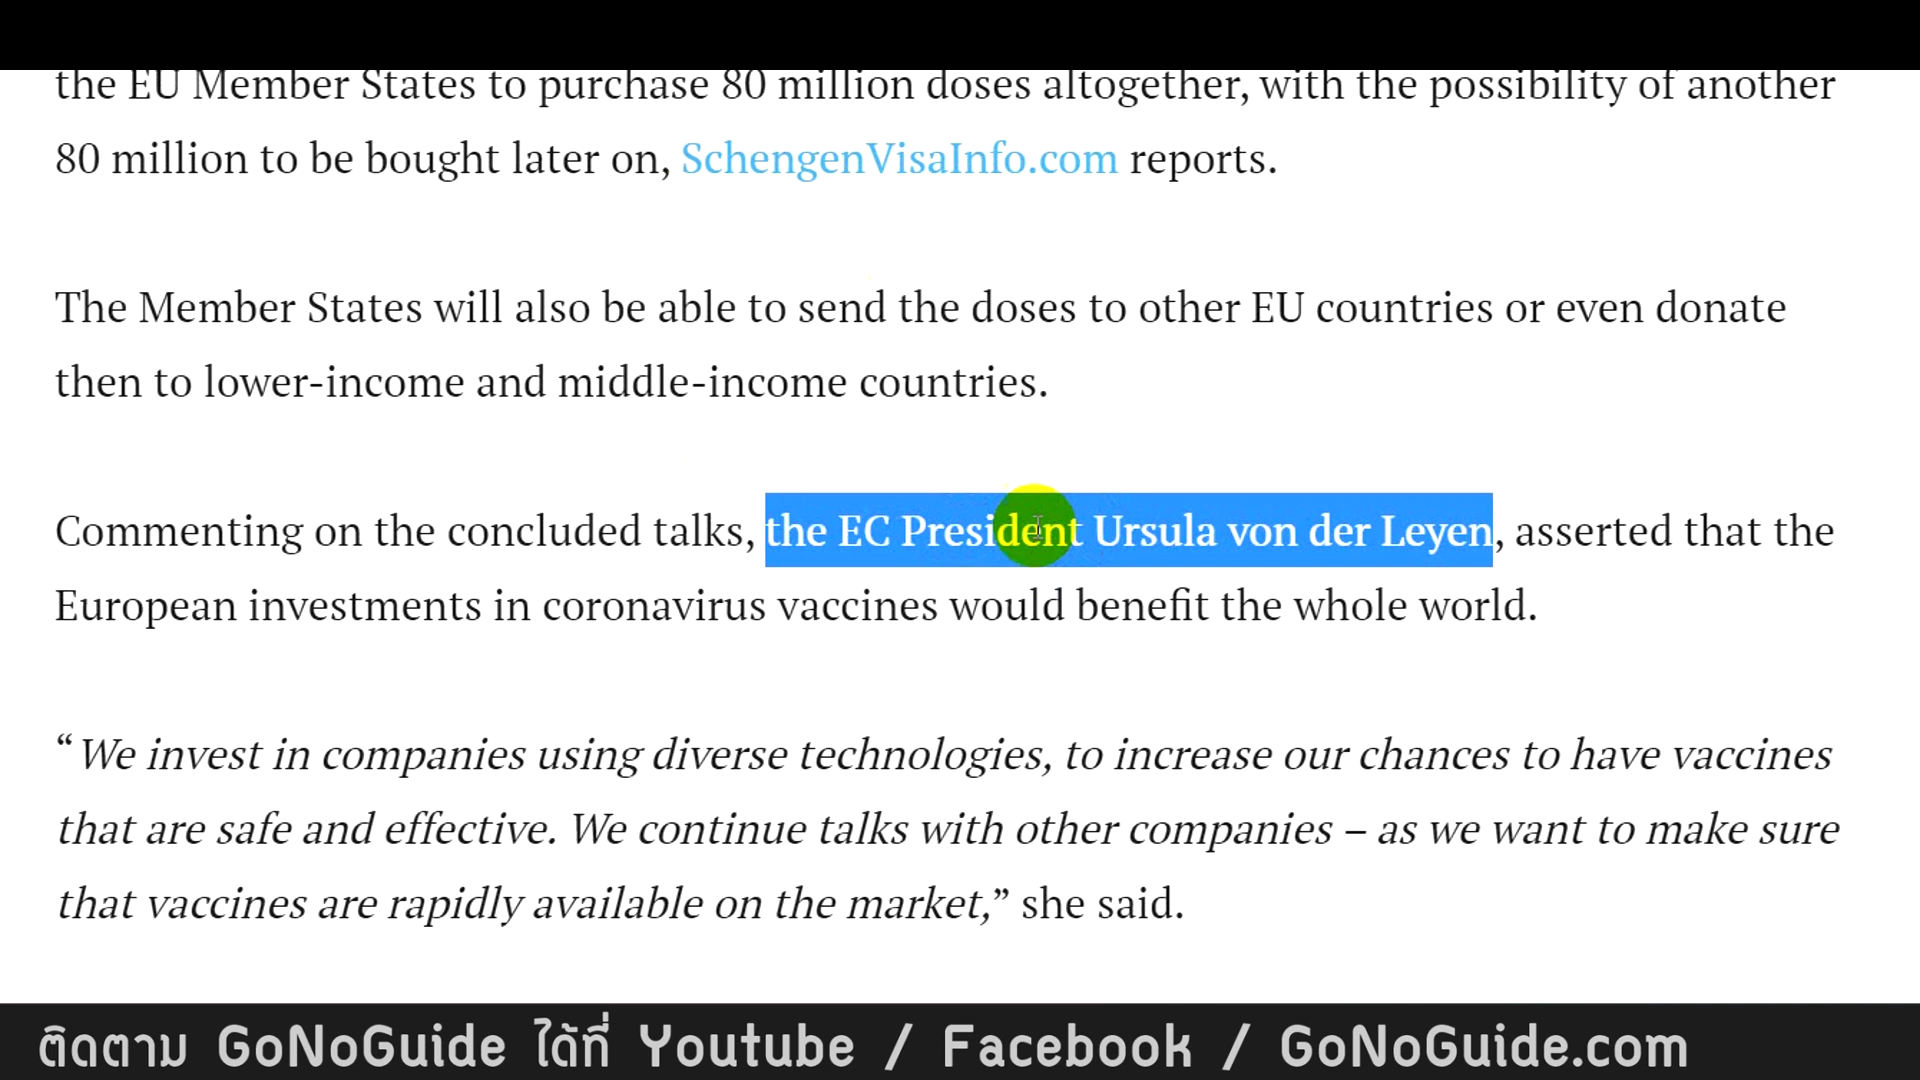 the EU Member States to purchase 80 million doses altogether, with the possibility of another
80 million to be bought later on, SchengenVisaInfo.com reports.
The Member States will also be able to send the doses to other EU countries or even donate
then to lower-income and middle-income countries.
Commenting on the concluded talks, the EC President Ursula von der Leyen, asserted that the
European investments in coronavirus vaccines would benefit the whole world.
“We invest in companies using diverse technologies, to increase our chances to have vaccines
that are safe and effective. We continue talks with other companies – as we want to make sure
that vaccines are rapidly available on the market,” she said.
ติดตาม GoNoGuide ได้ที่ Youtube / Facebook / GoNoGuide.com